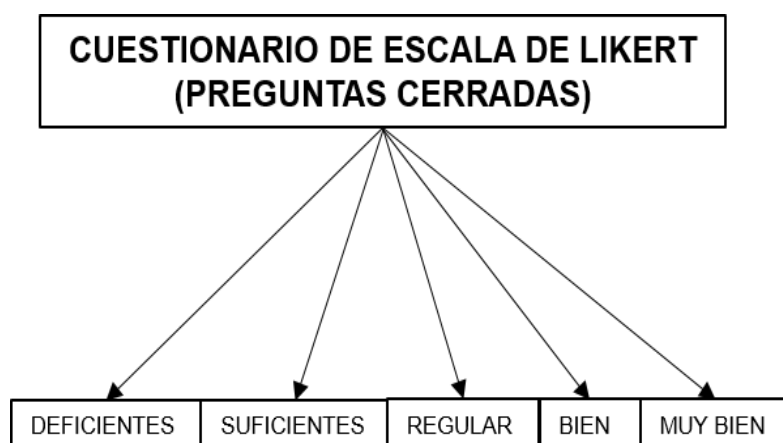 CUESTIONARIO DE ESCALA DE LIKERT
(PREGUNTAS CERRADAS)
DEFICIENTES SUFICIENTES REGULAR BIEN MUY BIEN